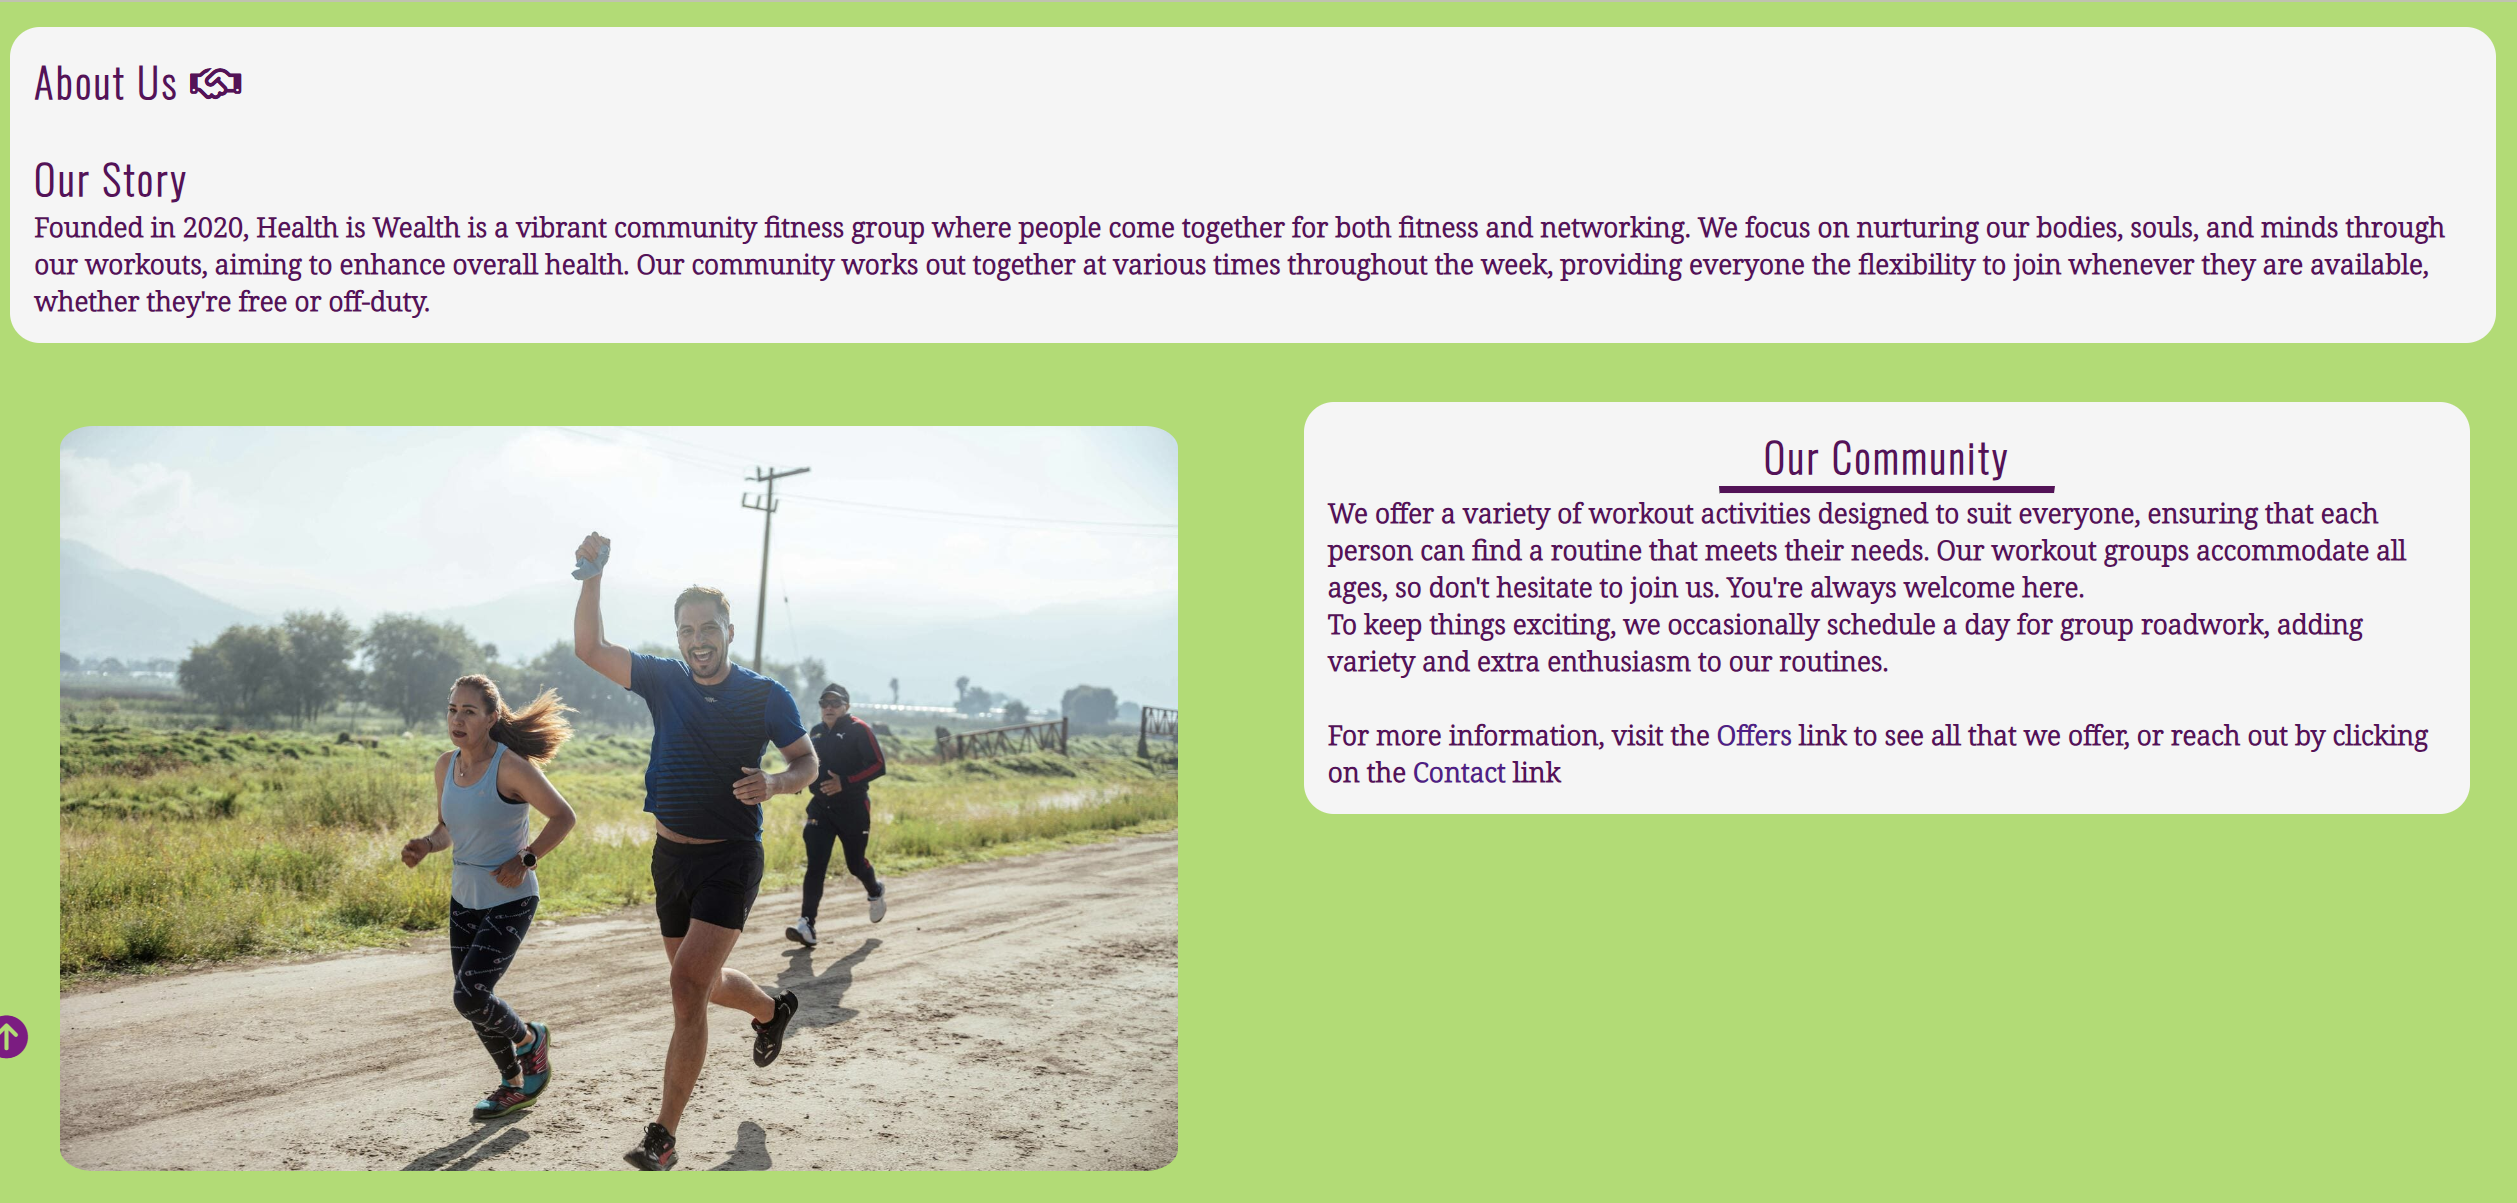 About Us
Our Story
Founded in 2020, Health is Wealth is a vibrant community fitness group where people come together for both fitness and networking. We focus on nurturing our bodies, souls, and minds through
our workouts, aiming to enhance overall health. Our community works out together at various times throughout the week, providing everyone the flexibility to join whenever they are available,
whether they're free or off-duty.
Our Community
We offer a variety of workout activities designed to suit everyone, ensuring that each
person can find a routine that meets their needs. Our workout groups accommodate all
ages, so don't hesitate to join us. You're always welcome here.
To keep things exciting, we occasionally schedule a day for group roadwork, adding
variety and extra enthusiasm to our routines.
For more information, visit the Offers link to see all that we offer, or reach out by clicking
on the Contact link